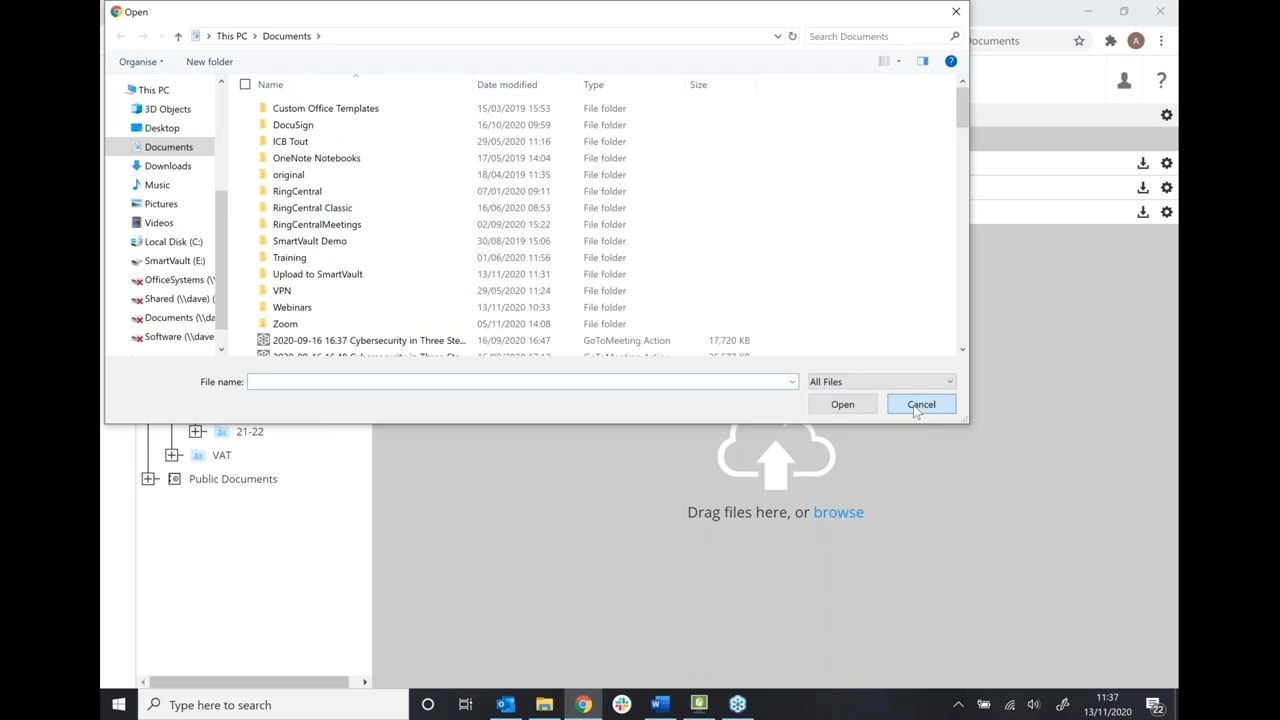 Open
This PC > Documents >
Search Documents
Organise
New folder
Name Date modified Type Size
This PC
3D Objects
Desktop
Documents
Downloads
Music
Pictures
Videos
Local Disk (C:)
SmartVault (E:)
OfficeSystems (\\
Shared (\\dave) (
Documents (\\da
Software (\\dave
Custom Office Templates 15/03/2019 15:53 File folder
DocuSign 16/10/2020 09:59 File folder
ICB Tout 29/05/2020 11:16 File folder
OneNote Notebooks 17/05/2019 14:04 File folder
original 18/04/2019 11:35 File folder
RingCentral 07/01/2020 09:11 File folder
RingCentral Classic 16/06/2020 08:53 File folder
RingCentralMeetings 02/09/2020 15:22 File folder
SmartVault Demo 30/08/2019 15:06 File folder
Training 01/06/2020 11:56 File folder
Upload to SmartVault 13/11/2020 11:31 File folder
VPN 29/05/2020 11:24 File folder
Webinars 13/11/2020 10:33 File folder
Zoom 05/11/2020 14:08 File folder
2020-09-16 16.37 Cybersecurity in Three Ste... 16/09/2020 16:47 GoToMeeting Action 17,720 KB
File name:
All Files
Open
Cancel
ocuments
A
?
21-22
VAT
Public Documents
Drag files here, or browse
Type here to search
11:37
13/11/2020
22